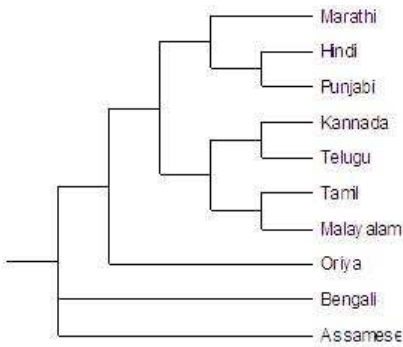 Marathi
Hindi
Punjabi
Kannada
Telugu
Tamil
Malayalam
Oriya
Bengali
Assamese